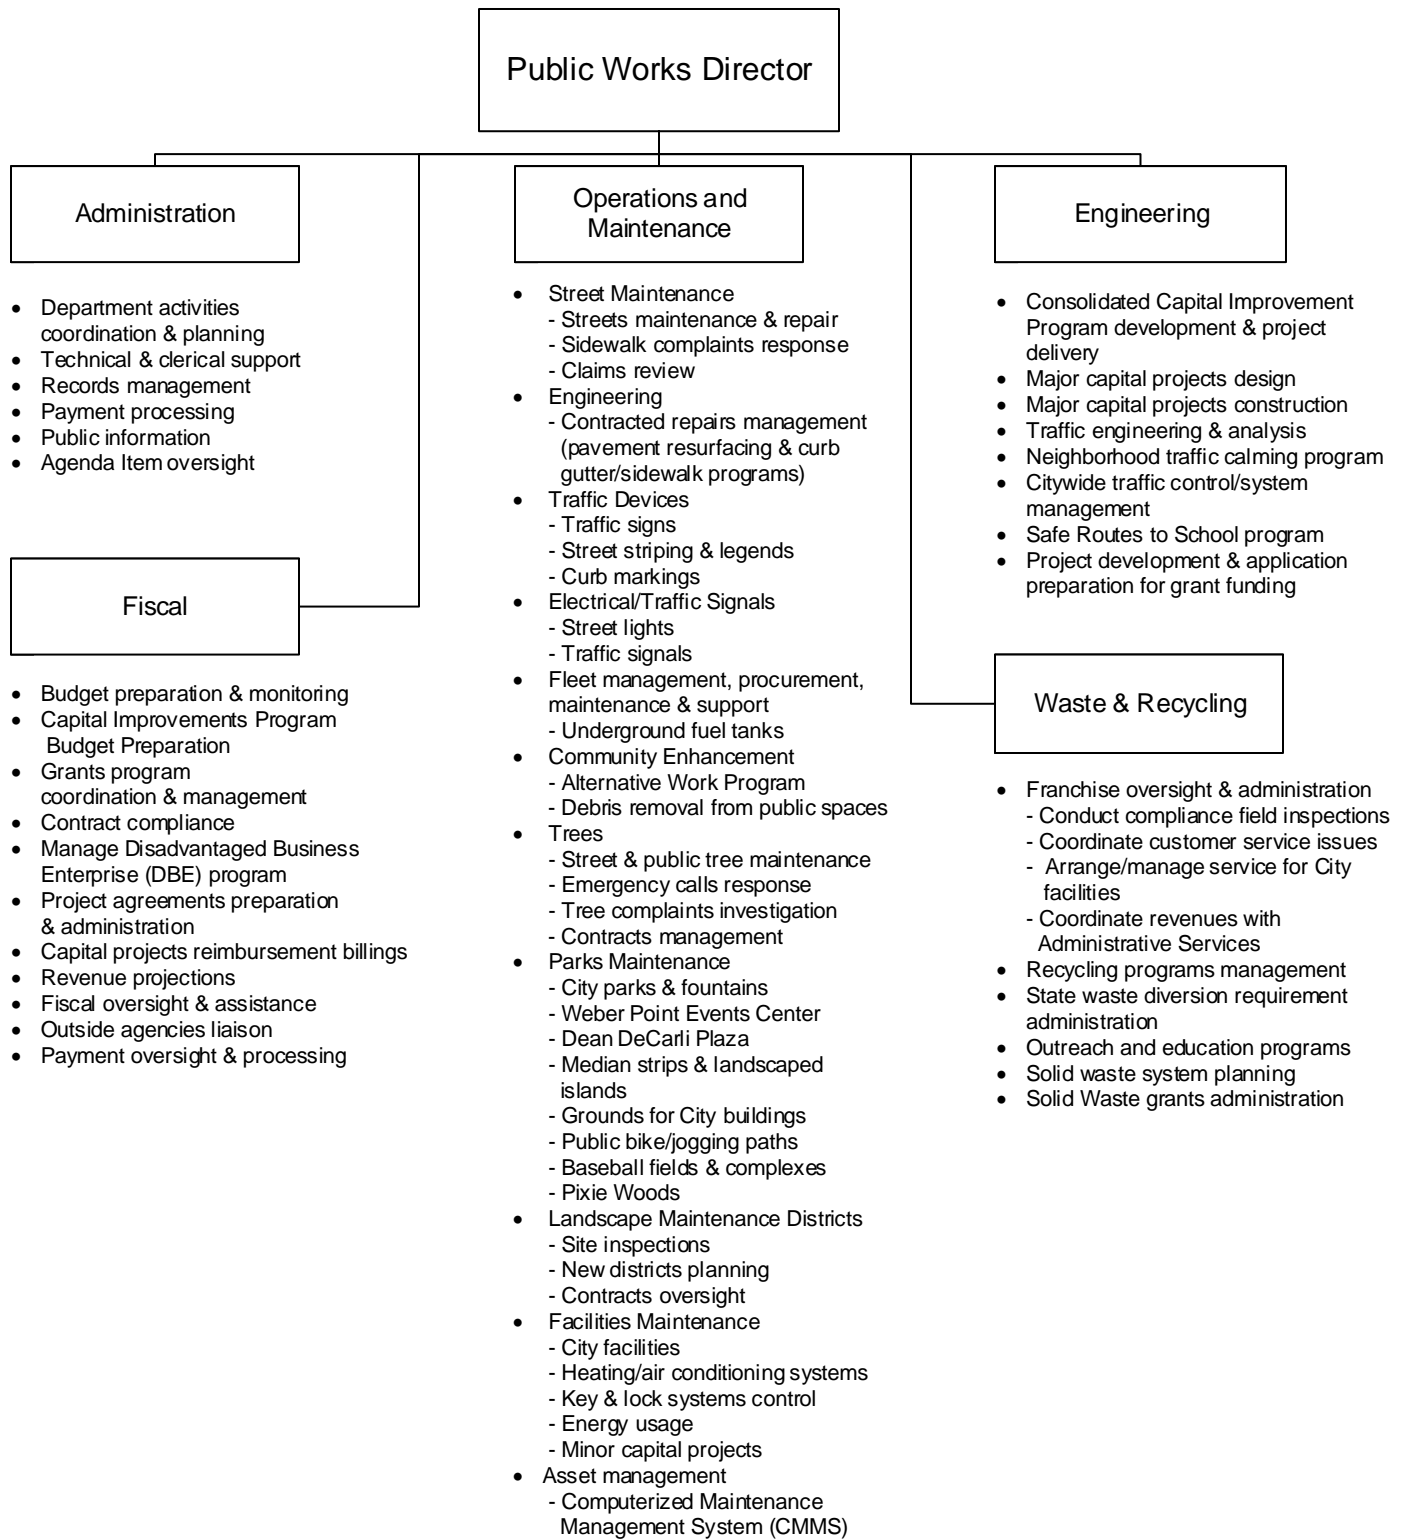 Public Works Director
Administration
• Department activities
coordination & planning
• Technical & clerical support
• Records management
• Payment processing
• Public information
• Agenda Item oversight
Fiscal
• Budget preparation & monitoring
• Capital Improvements Program
Budget Preparation
• Grants program
coordination & management
• Contract compliance
• Manage Disadvantaged Business
Enterprise (DBE) program
• Project agreements preparation
& administration
• Capital projects reimbursement billings
• Revenue projections
• Fiscal oversight & assistance
• Outside agencies liaison
• Payment oversight & processing
Operations and
Maintenance
• Street Maintenance
- Streets maintenance & repair
- Sidewalk complaints response
- Claims review
• Engineering
- Contracted repairs management
(pavement resurfacing & curb
gutter/sidewalk programs)
• Traffic Devices
- Traffic signs
- Street striping & legends
- Curb markings
• Electrical/Traffic Signals
- Street lights
- Traffic signals
• Fleet management, procurement,
maintenance & support
- Underground fuel tanks
• Community Enhancement
- Alternative Work Program
- Debris removal from public spaces
• Trees
- Street & public tree maintenance
- Emergency calls response
- Tree complaints investigation
- Contracts management
• Parks Maintenance
- City parks & fountains
- Weber Point Events Center
- Dean DeCarli Plaza
- Median strips & landscaped
islands
- Grounds for City buildings
- Public bike/jogging paths
- Baseball fields & complexes
- Pixie Woods
• Landscape Maintenance Districts
- Site inspections
- New districts planning
- Contracts oversight
• Facilities Maintenance
- City facilities
- Heating/air conditioning systems
- Key & lock systems control
- Energy usage
- Minor capital projects
• Asset management
- Computerized Maintenance
Management System (CMMS)
Engineering
• Consolidated Capital Improvement
Program development & project
delivery
• Major capital projects design
• Major capital projects construction
• Traffic engineering & analysis
• Neighborhood traffic calming program
• Citywide traffic control/system
management
• Safe Routes to School program
• Project development & application
preparation for grant funding
Waste & Recycling
• Franchise oversight & administration
- Conduct compliance field inspections
- Coordinate customer service issues
- Arrange/manage service for City
facilities
- Coordinate revenues with
Administrative Services
• Recycling programs management
• State waste diversion requirement
administration
• Outreach and education programs
• Solid waste system planning
• Solid Waste grants administration